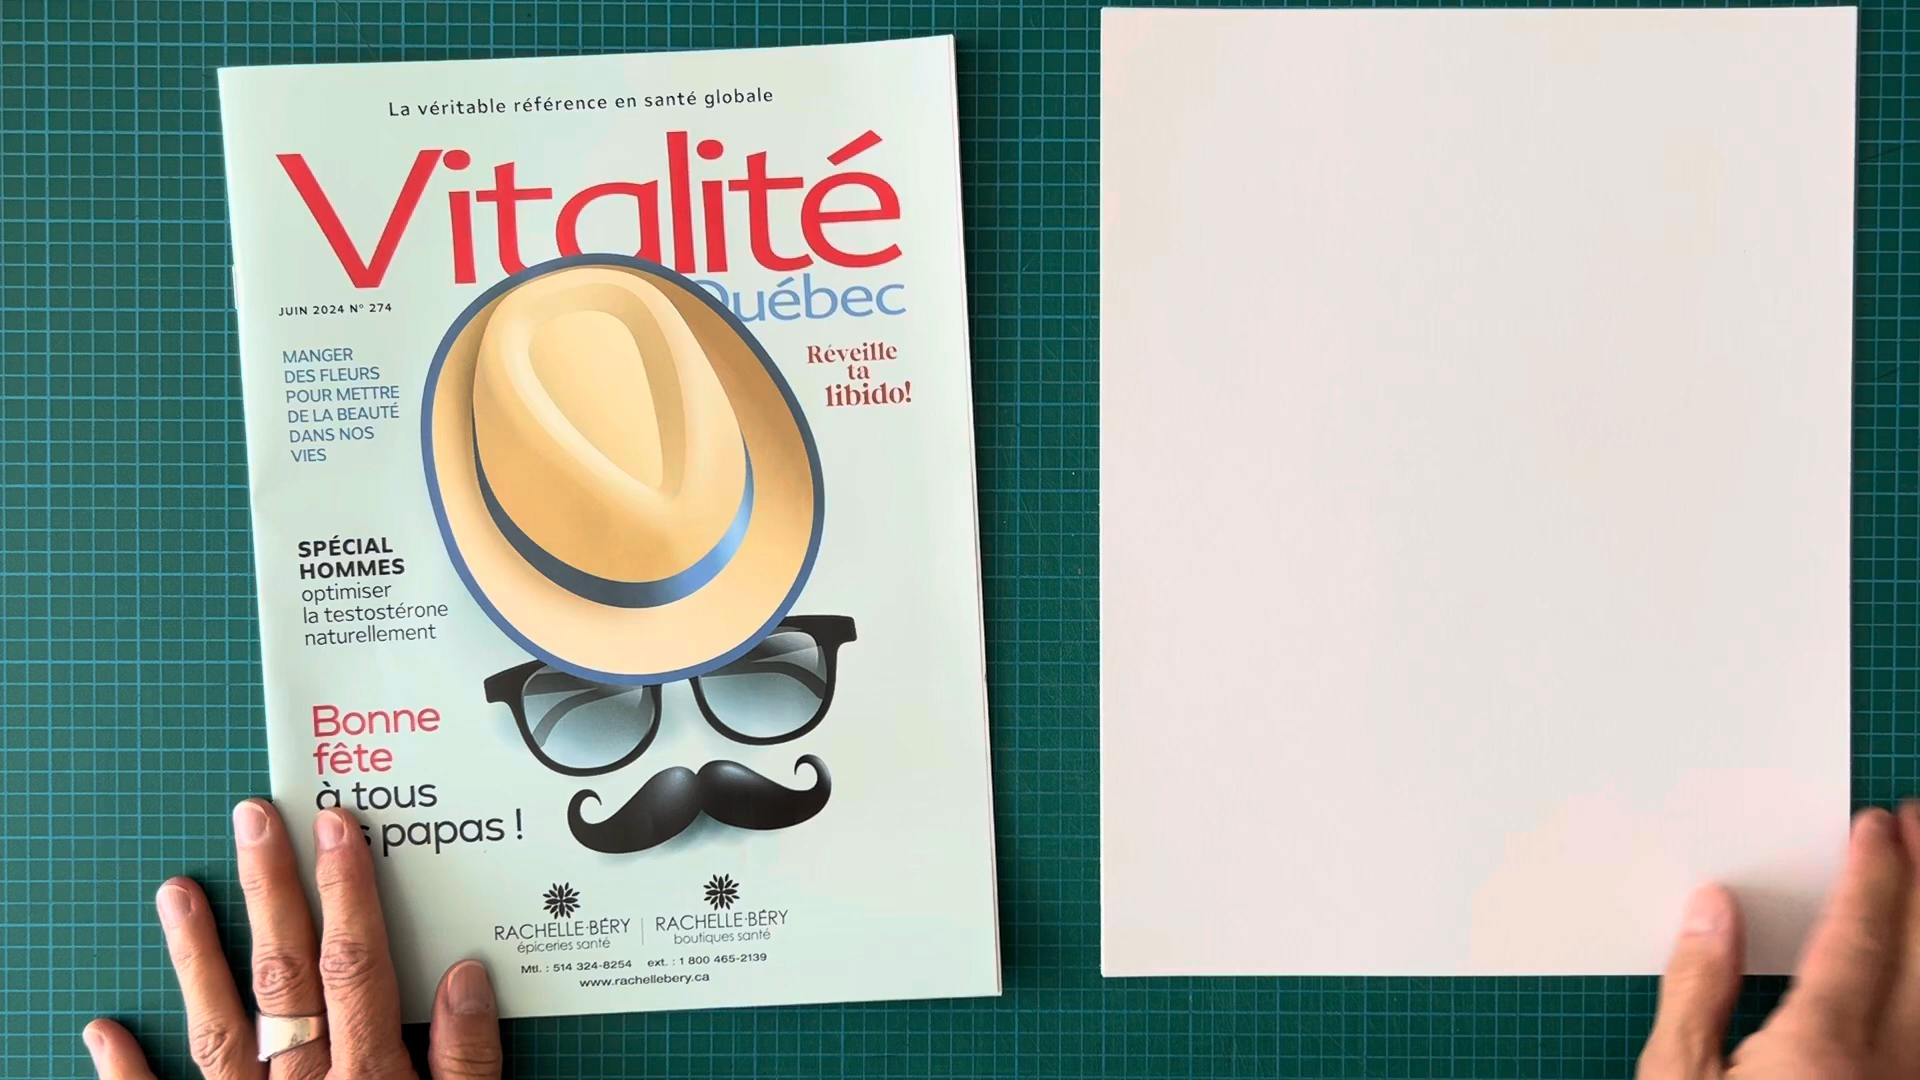 La véritable référence en santé globale
Vitalité
Québec
JUIN 2024 N° 274
MANGER
DES FLEURS
POUR METTRE
DE LA BEAUTÉ
DANS NOS
VIES
Réveille
ta
libido!
SPÉCIAL
HOMMES
optimiser
la testostérone
naturellement
Bonne
fête
à tous
papas !
RACHELLE·BÉRY
épiceries santé
RACHELLE·BÉRY
boutiques santé
Mtl. : 514 324-8254 ext. : 1 800 465-2139
www.rachellebery.ca